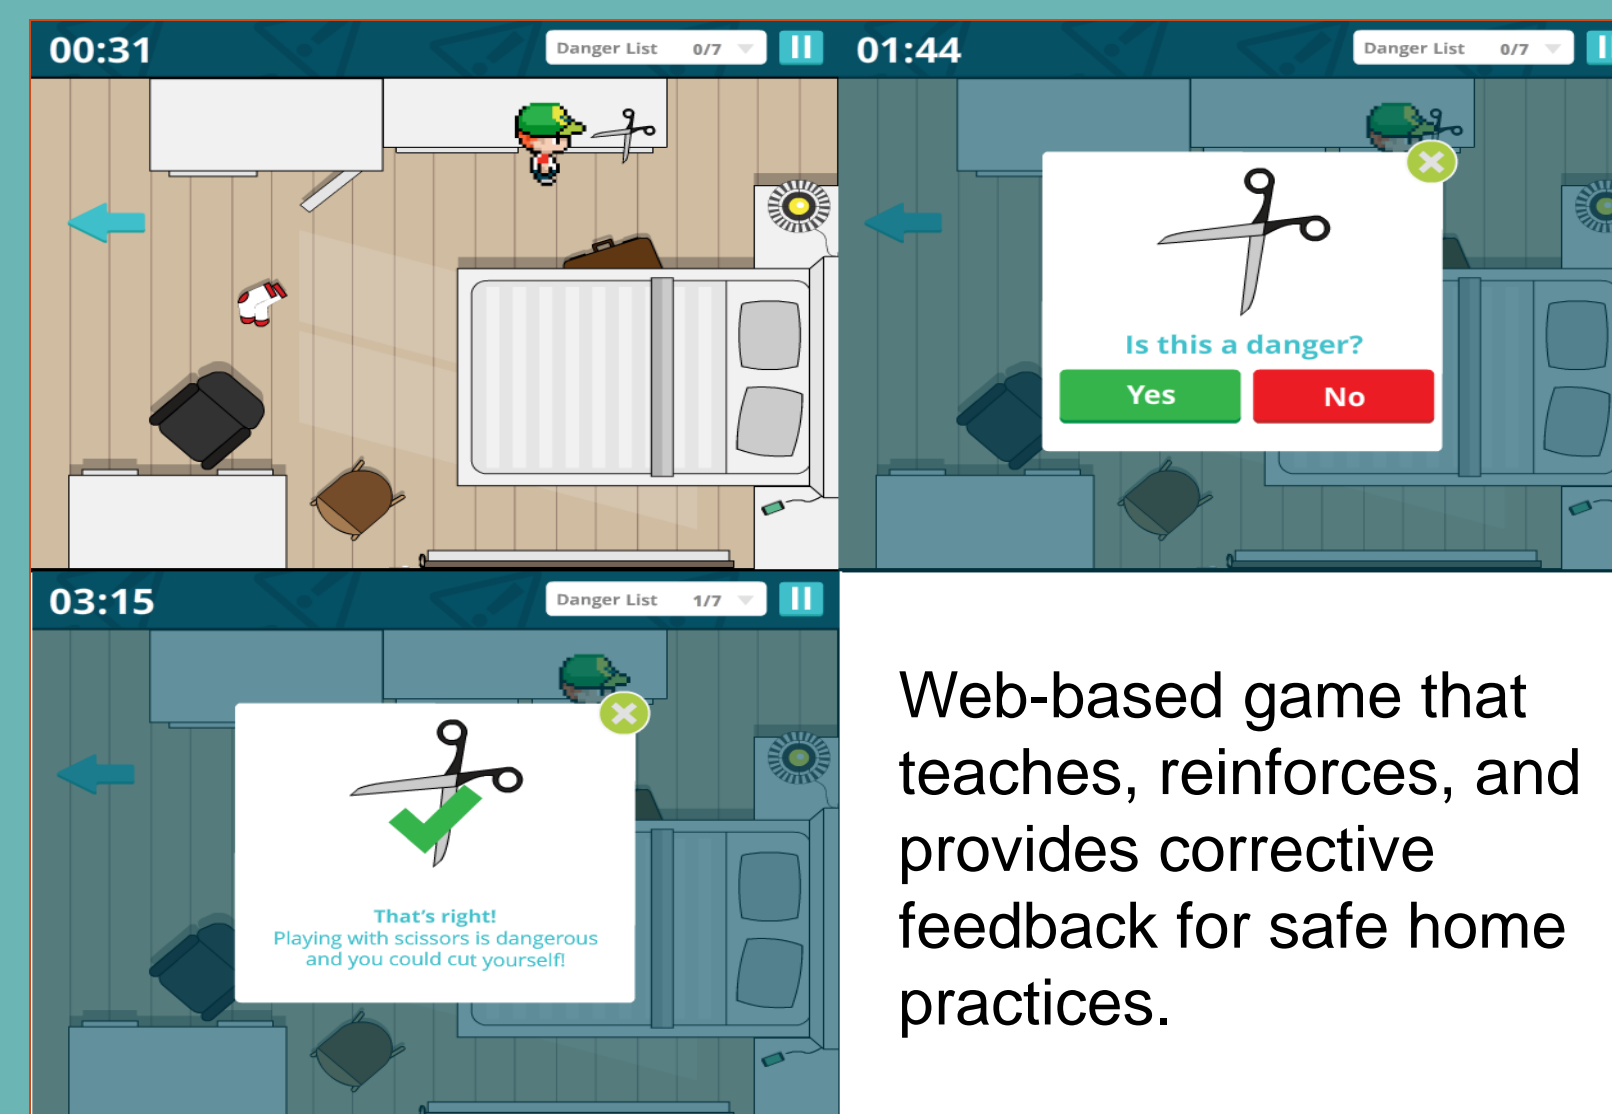 00:31
Danger List 0/7
01:44
Danger List 0/7
Is this a danger?
Yes
No
03:15
Danger List 1/7
That's right!
Playing with scissors is dangerous
and you could cut yourself!
Web-based game that
teaches, reinforces, and
provides corrective
feedback for safe home
practices.